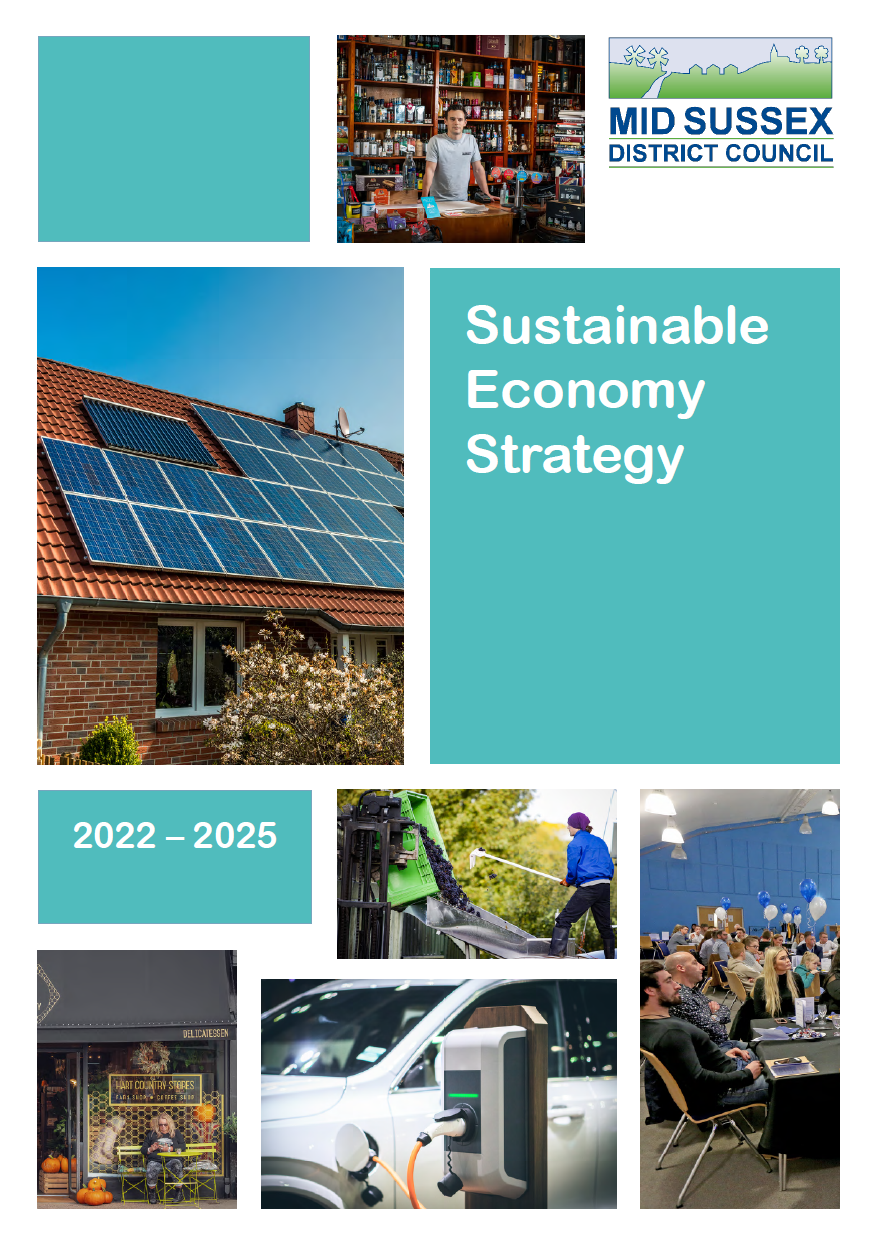 MID SUSSEX
DISTRICT COUNCIL
Sustainable
Economy
Strategy
2022 – 2025
DELICATESSEN
HART COUNTRY STORES
FARM SHOP & COFFEE SHOP